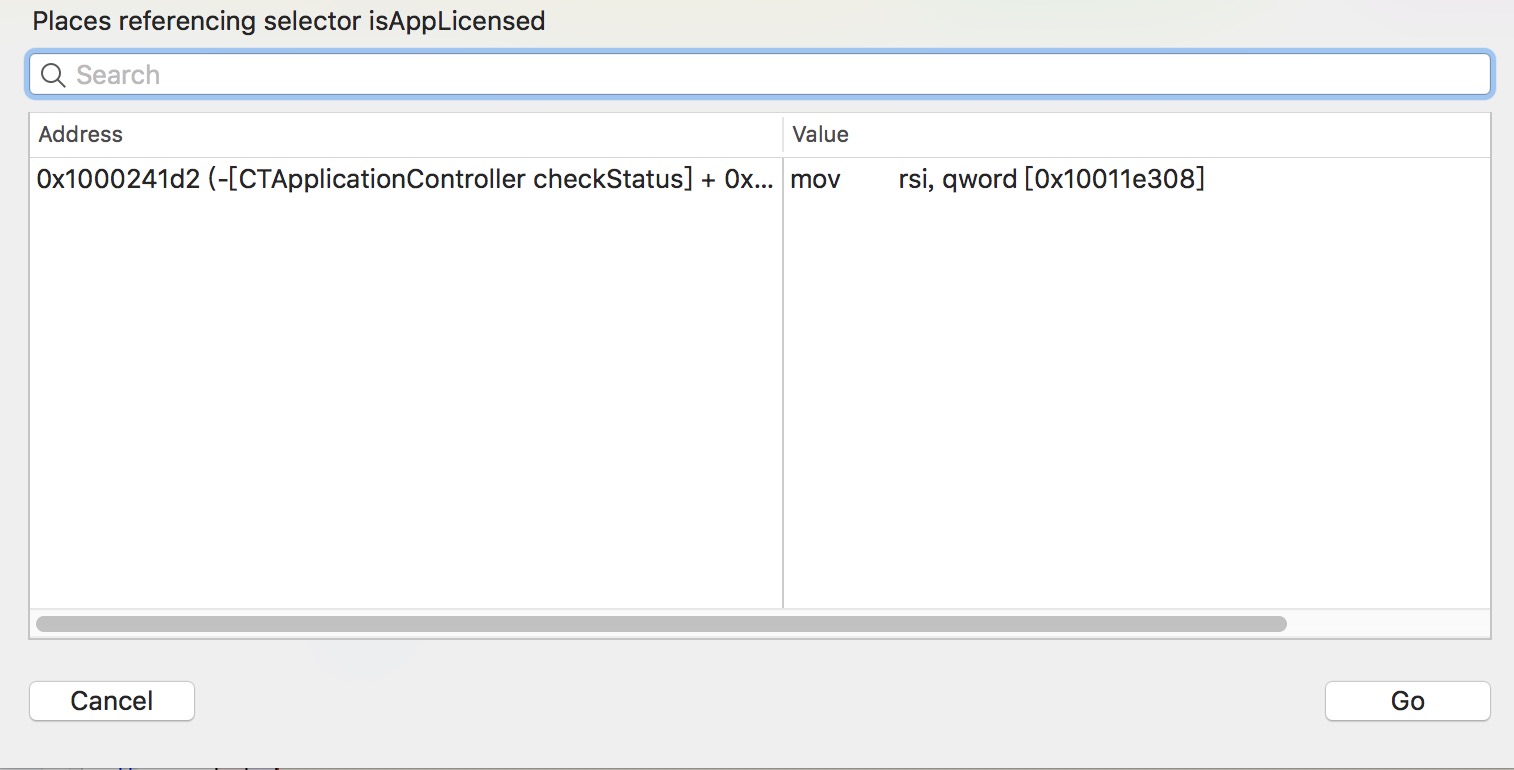 Places referencing selector isAppLicensed
Search
Address Value
0x1000241d2 (-[CTApplicationController checkStatus] + 0x... mov rsi, qword [0x10011e308]
Cancel Go